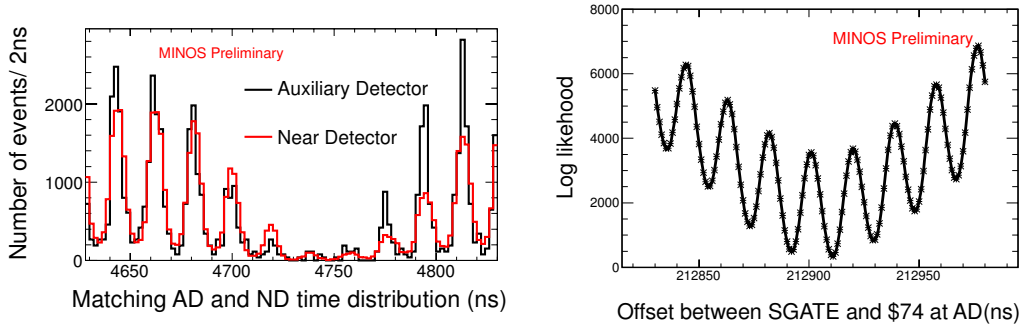 Number of events/ 2ns
2000
1000
0
MINOS Preliminary
Auxiliary Detector
Near Detector
4650
4700
4750
4800
Matching AD and ND time distribution (ns)
Log likehood
8000
6000
4000
2000
0
MINOS Preliminary
212850
212900
212950
Offset between SGATE and $74 at AD(ns)